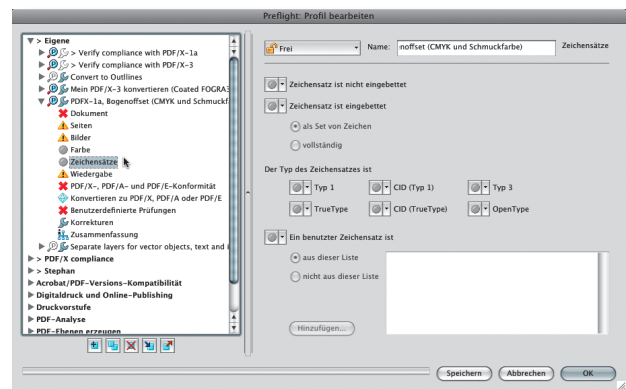 Preflight: Profil bearbeiten
> Eigene
> Verify compliance with PDF/X-1a
> Verify compliance with PDF/X-3
Convert to Outlines
Mein PDF/X-3 konvertieren (Coated FOGRA3
PDFX-1a, Bogenoffset (CMYK und Schmuckf
Dokument
Seiten
Bilder
Farbe
Zeichensätze
Wiedergabe
PDF/X-, PDF/A- und PDF/E-Konformität
Konvertieren zu PDF/X, PDF/A oder PDF/E
Benutzerdefinierte Prüfungen
Korrekturen
Zusammenfassung
Separate layers for vector objects, text and i
> PDF/X compliance
> Stephan
Acrobat/PDF-Versions-Kompatibilität
Digitaldruck und Online-Publishing
Druckvorstufe
PDF-Analyse
PDF-Ebenen erzeugen
Frei Name: noffset (CMYK und Schmuckfarbe) Zeichensätze
Zeichensatz ist nicht eingebettet
Zeichensatz ist eingebettet
als Set von Zeichen
vollständig
Der Typ des Zeichensatzes ist
Typ 1 CID (Typ 1) Typ 3
TrueType CID (TrueType) OpenType
Ein benutzter Zeichensatz ist
aus dieser Liste
nicht aus dieser Liste
Hinzufügen...
Speichern Abbrechen OK